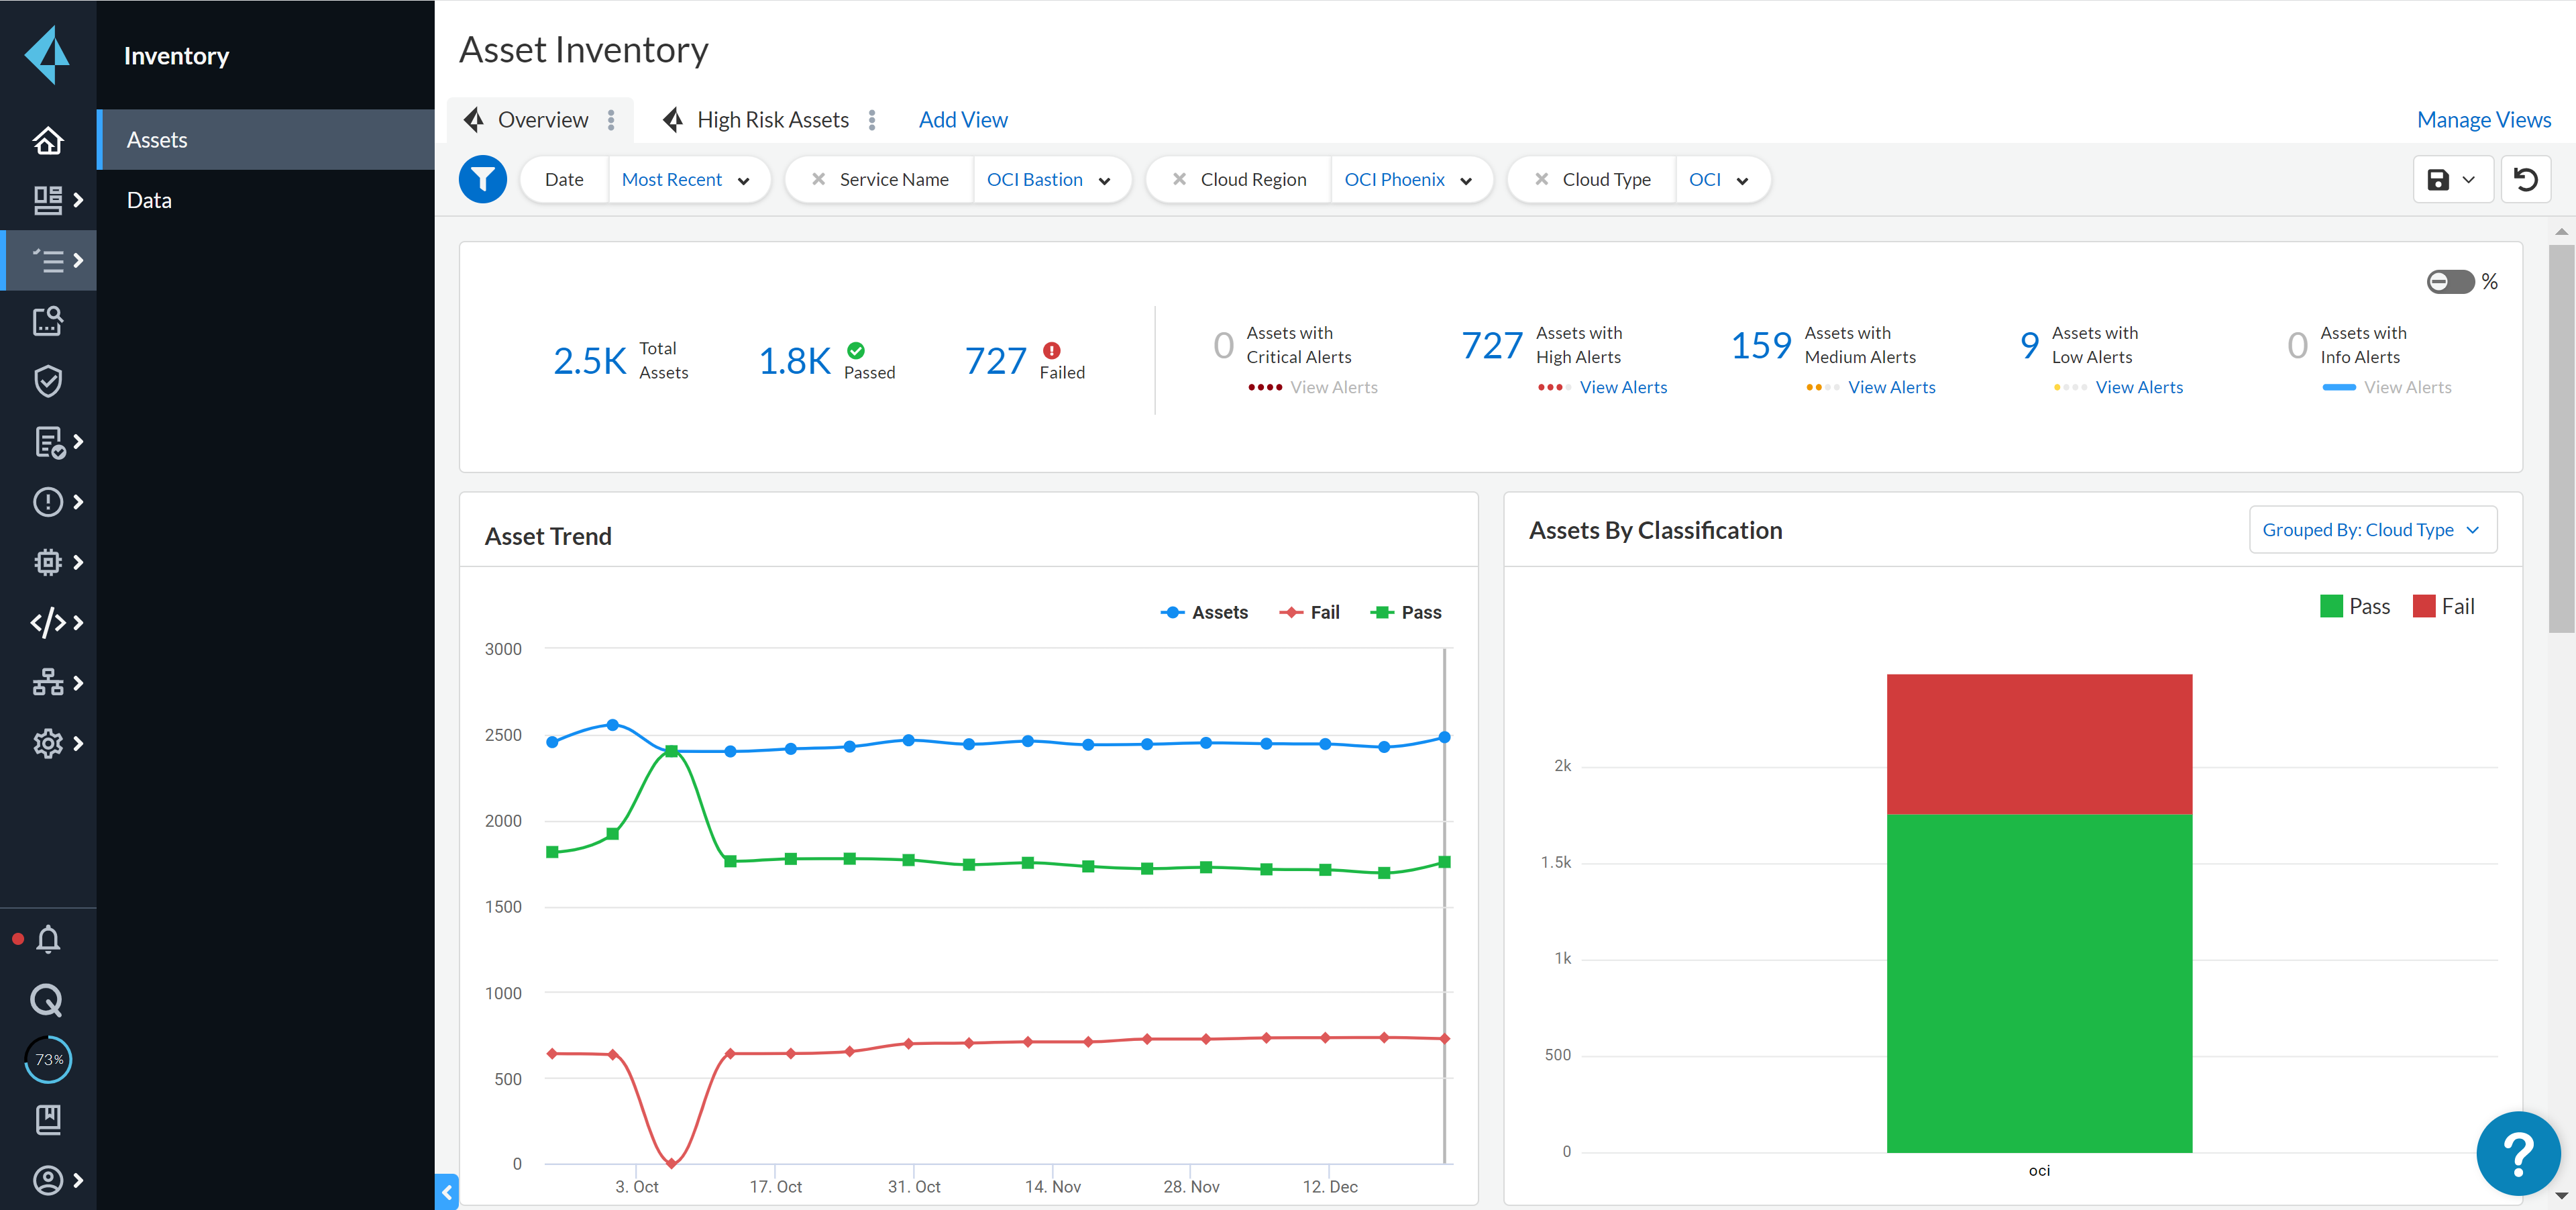 Inventory
Assets
Data
73%
Asset Inventory
Overview
High Risk Assets
Add View
Manage Views
Date Most Recent
Service Name OCI Bastion
Cloud Region OCI Phoenix
Cloud Type OCI
%
2.5K Total Assets
1.8K Passed
727 Failed
0 Assets with
Critical Alerts
View Alerts
727 Assets with
High Alerts
View Alerts
159 Assets with
Medium Alerts
View Alerts
9 Assets with
Low Alerts
View Alerts
0 Assets with
Info Alerts
View Alerts
Asset Trend
Assets Fail Pass
3000
2500
2000
1500
1000
500
0
3. Oct 17. Oct 31. Oct 14. Nov 28. Nov 12. Dec
Assets By Classification
Grouped By: Cloud Type
Pass Fail
2k
1.5k
1k
500
0
oci
?